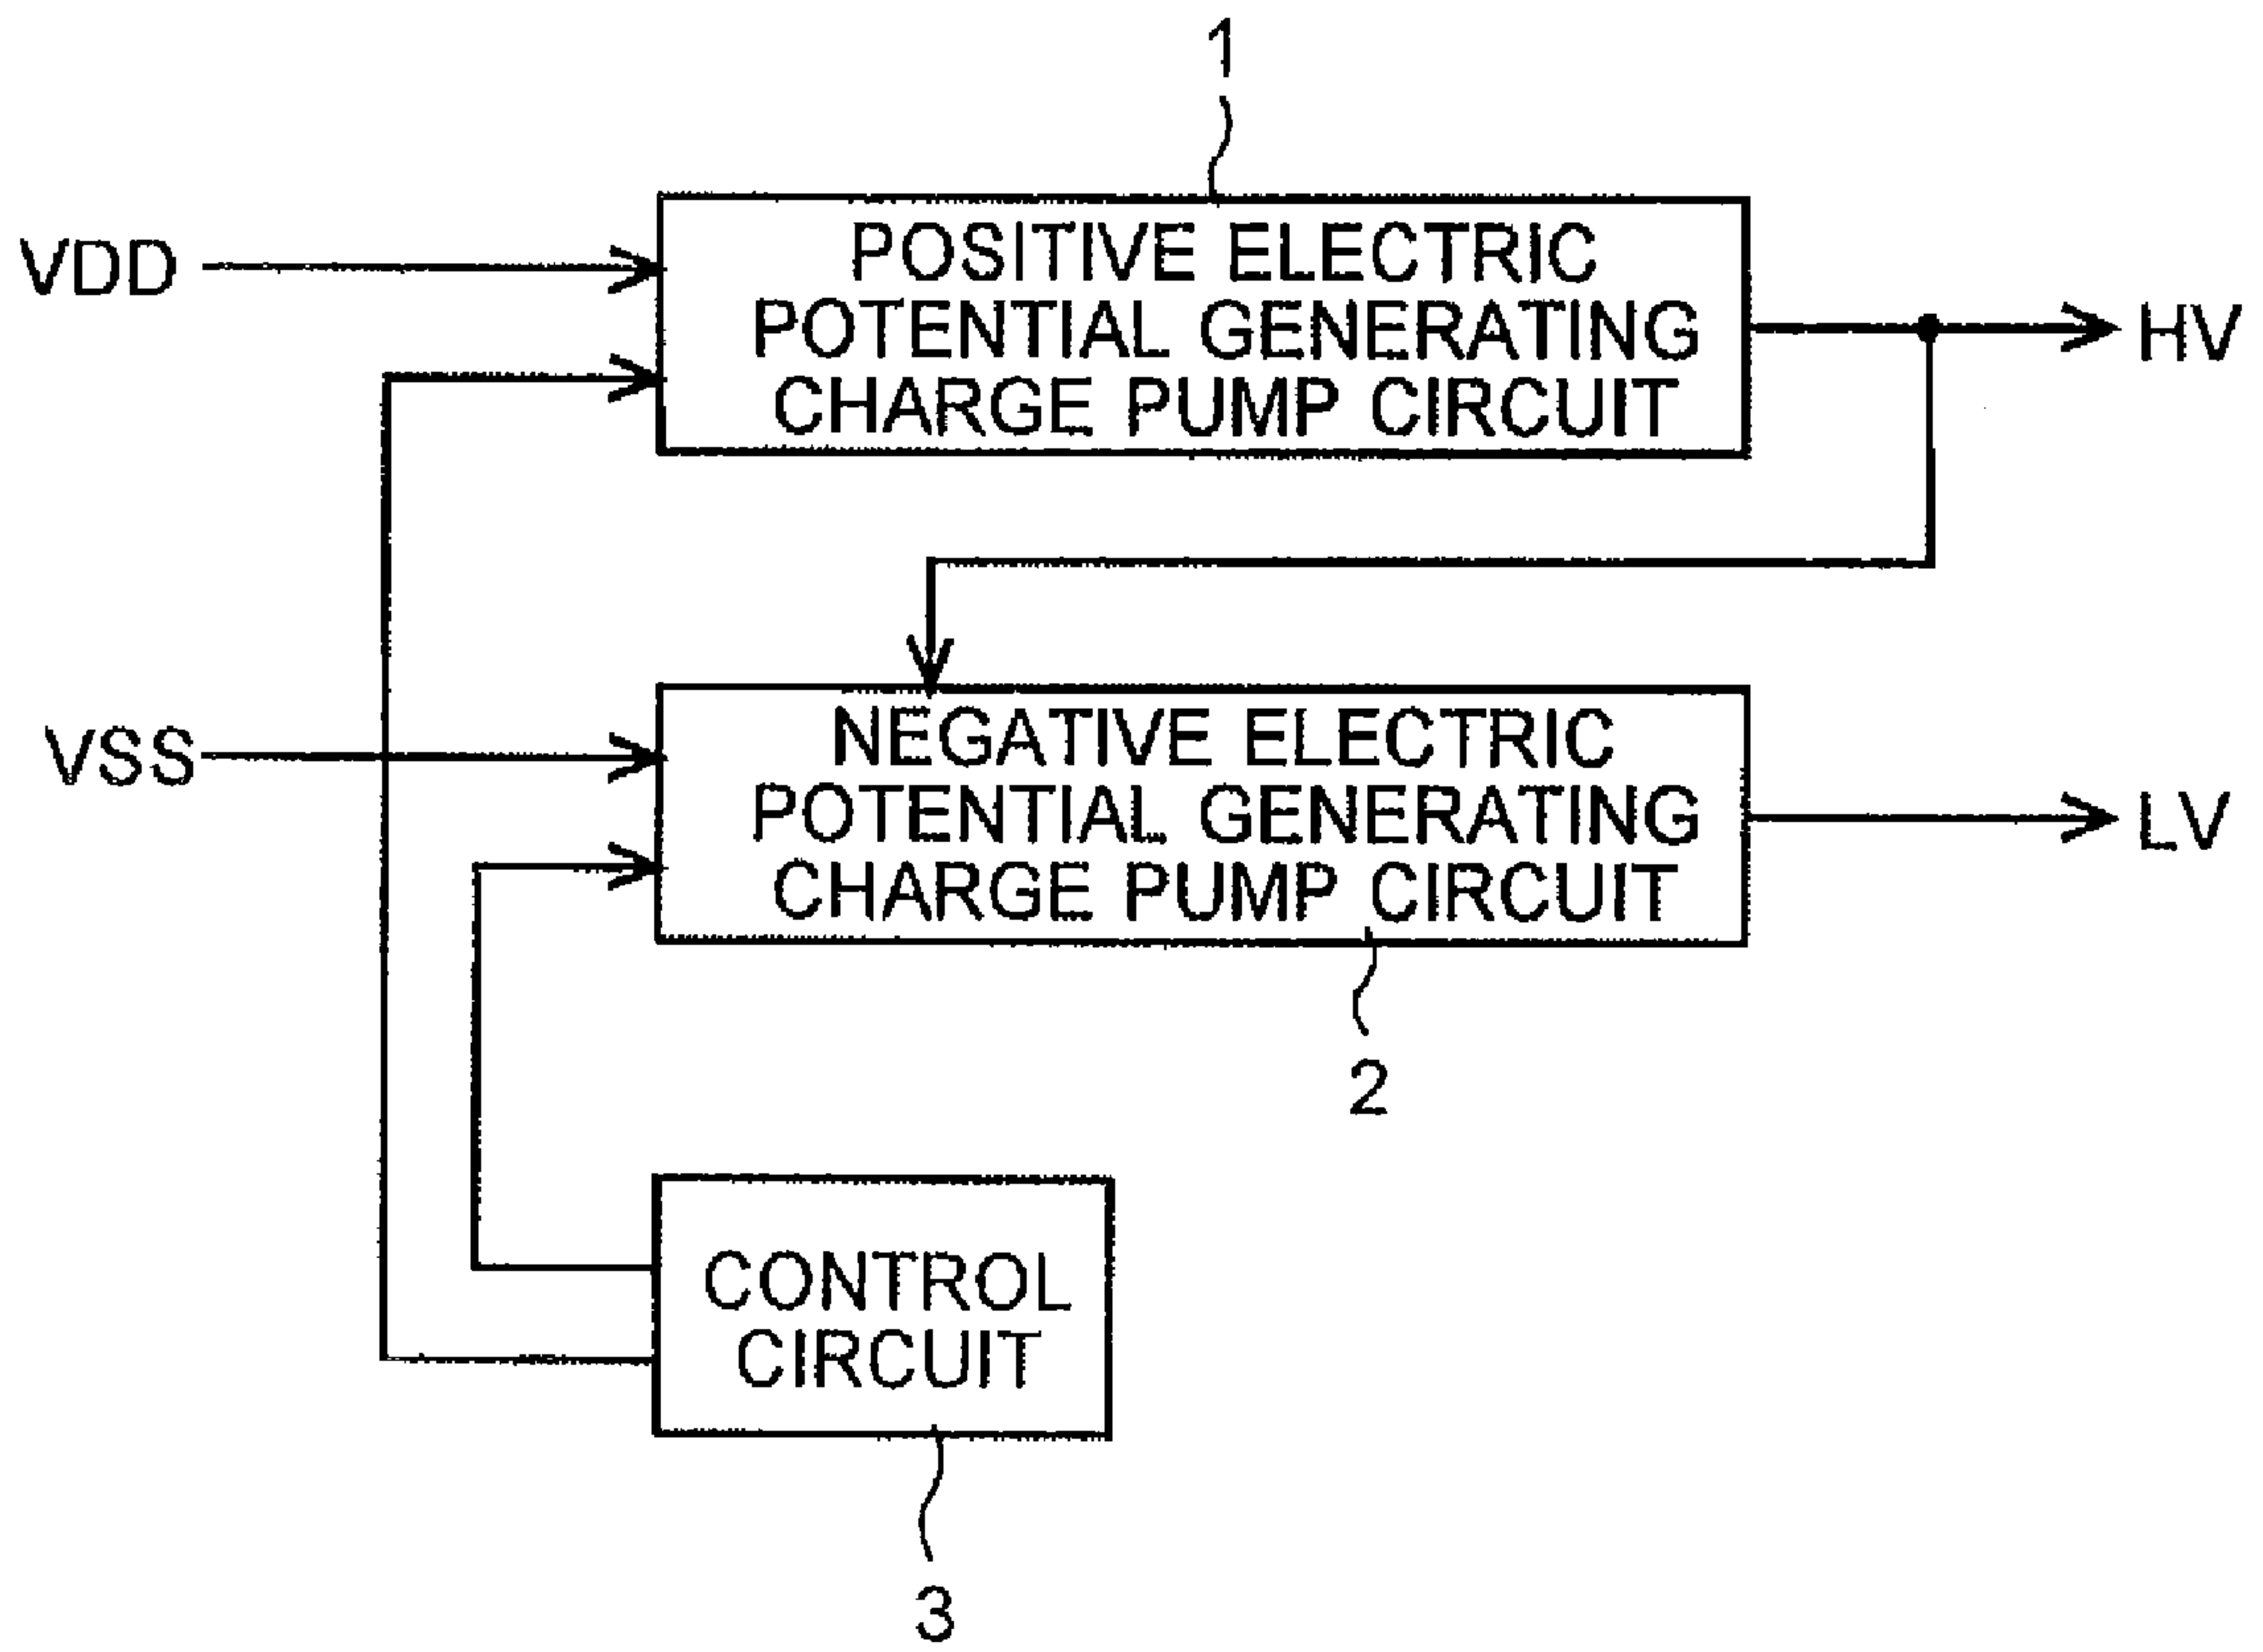 1
VDD
POSITIVE ELECTRIC
POTENTIAL GENERATING
CHARGE PUMP CIRCUIT
HV
VSS
NEGATIVE ELECTRIC
POTENTIAL GENERATING
CHARGE PUMP CIRCUIT
LV
2
CONTROL
CIRCUIT
3